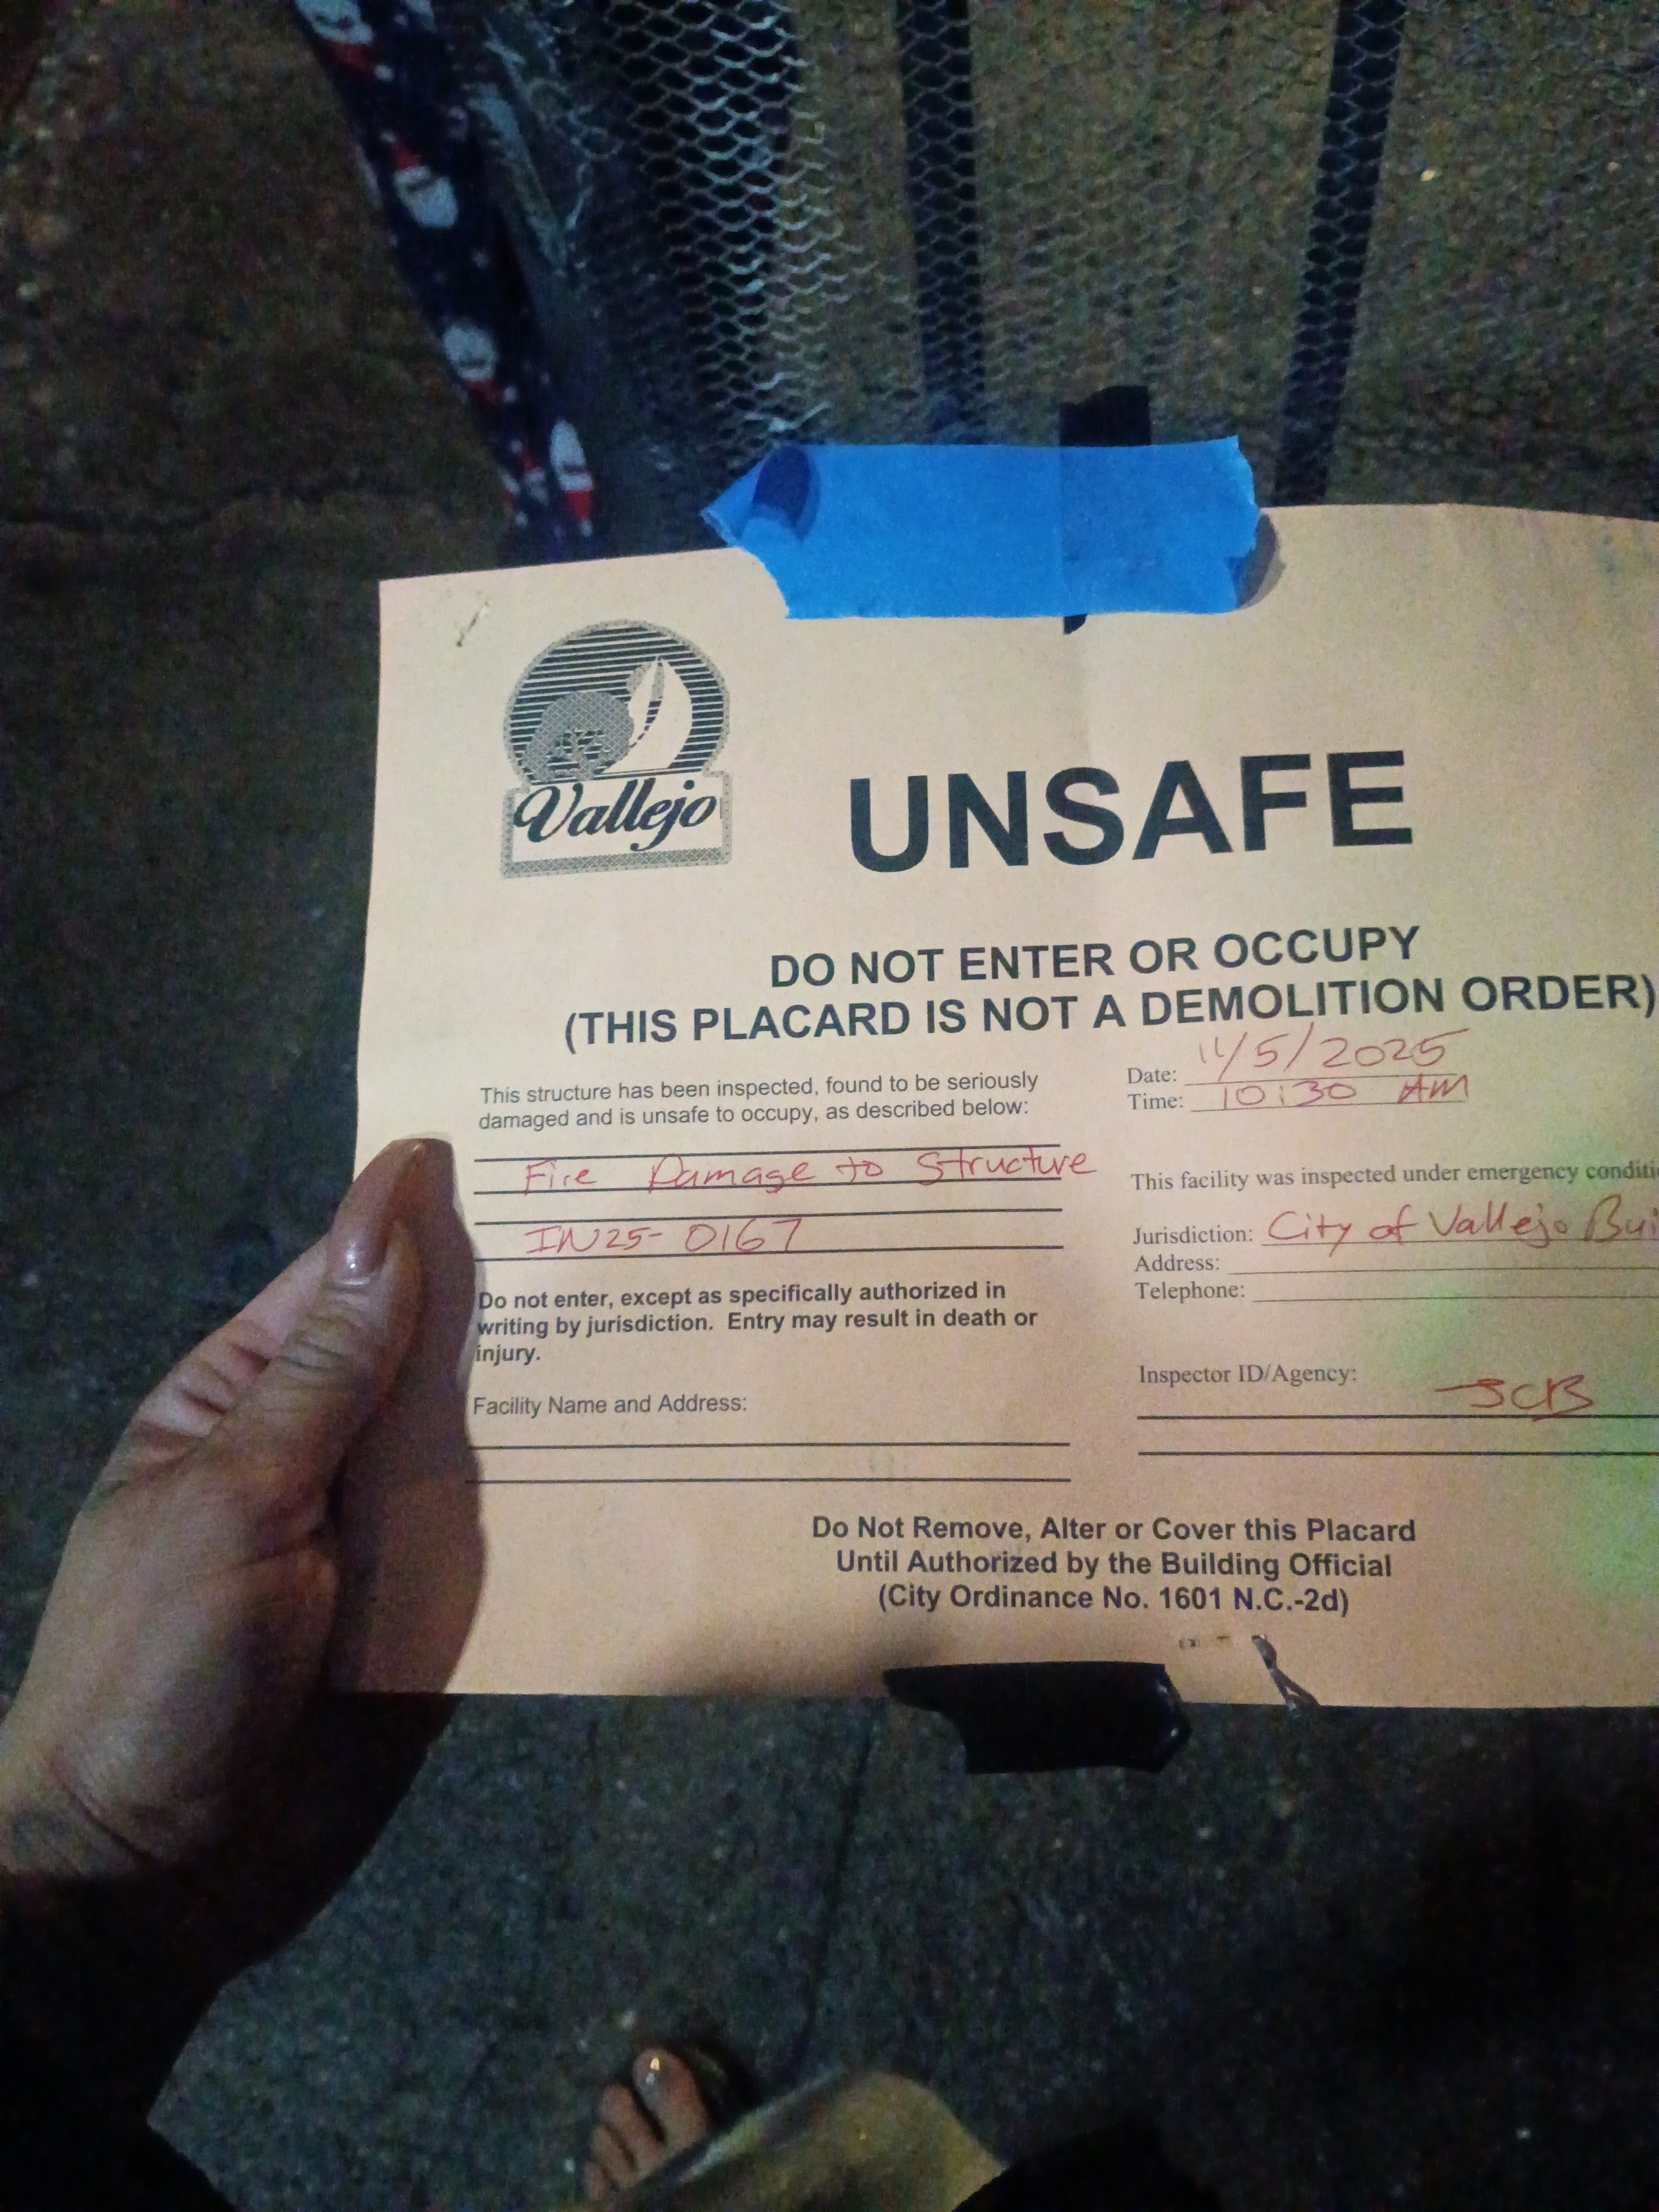 Vallejo
UNSAFE
DO NOT ENTER OR OCCUPY
(THIS PLACARD IS NOT A DEMOLITION ORDER)
This structure has been inspected, found to be seriously
damaged and is unsafe to occupy, as described below:
Fire Damage to Structure
IN25-0167
Do not enter, except as specifically authorized in
writing by jurisdiction. Entry may result in death or
injury.
Facility Name and Address:
Date: 11/5/2025
Time: 10:30 AM
This facility was inspected under emergency
Jurisdiction: City of Vallejo
Address:
Telephone:
Inspector ID/Agency:
JCB
Do Not Remove, Alter or Cover this Placard
Until Authorized by the Building Official
(City Ordinance No. 1601 N.C.-2d)